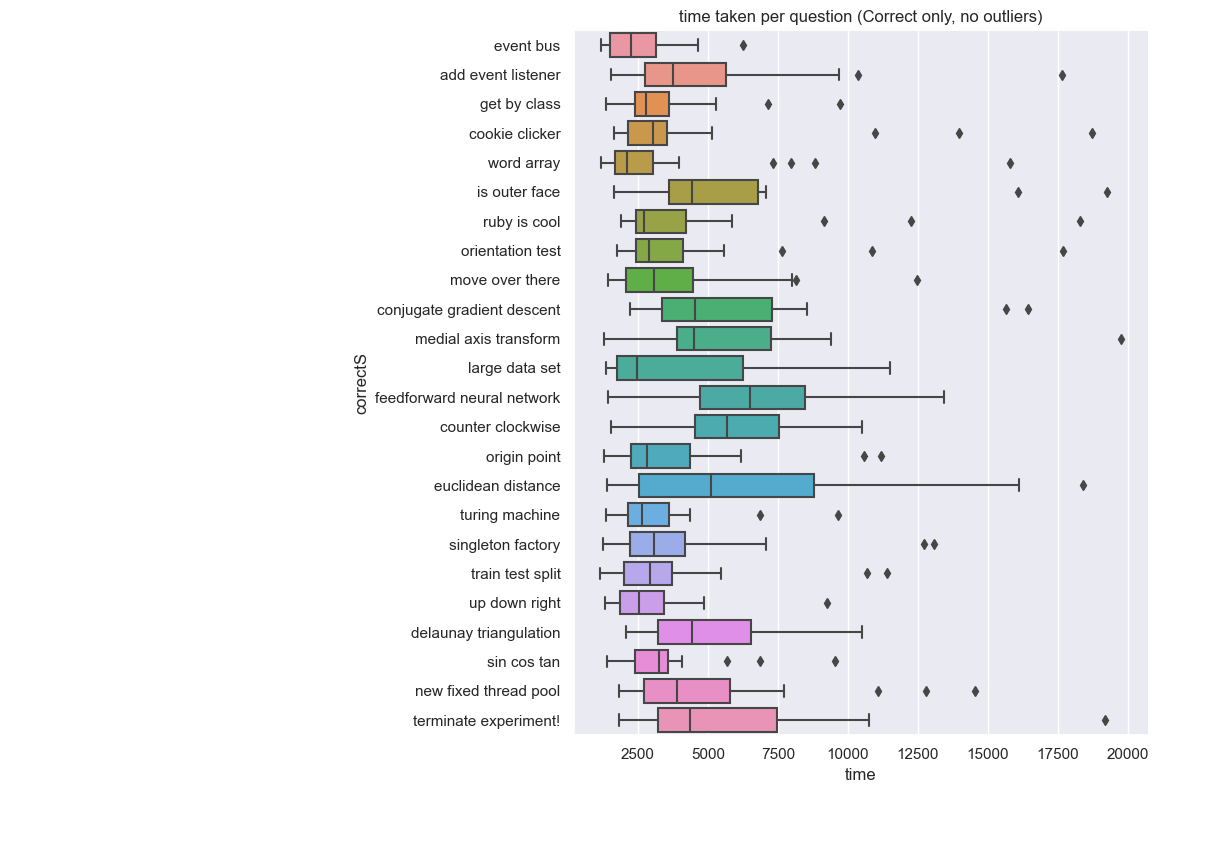 time taken per question (Correct only, no outliers)
event bus
add event listener
get by class
cookie clicker
word array
is outer face
ruby is cool
orientation test
move over there
conjugate gradient descent
medial axis transform
large data set
feedforward neural network
counter clockwise
origin point
euclidean distance
turing machine
singleton factory
train test split
up down right
delaunay triangulation
sin cos tan
new fixed thread pool
terminate experiment!
correctS
2500 5000 7500 10000 12500 15000 17500 20000
time